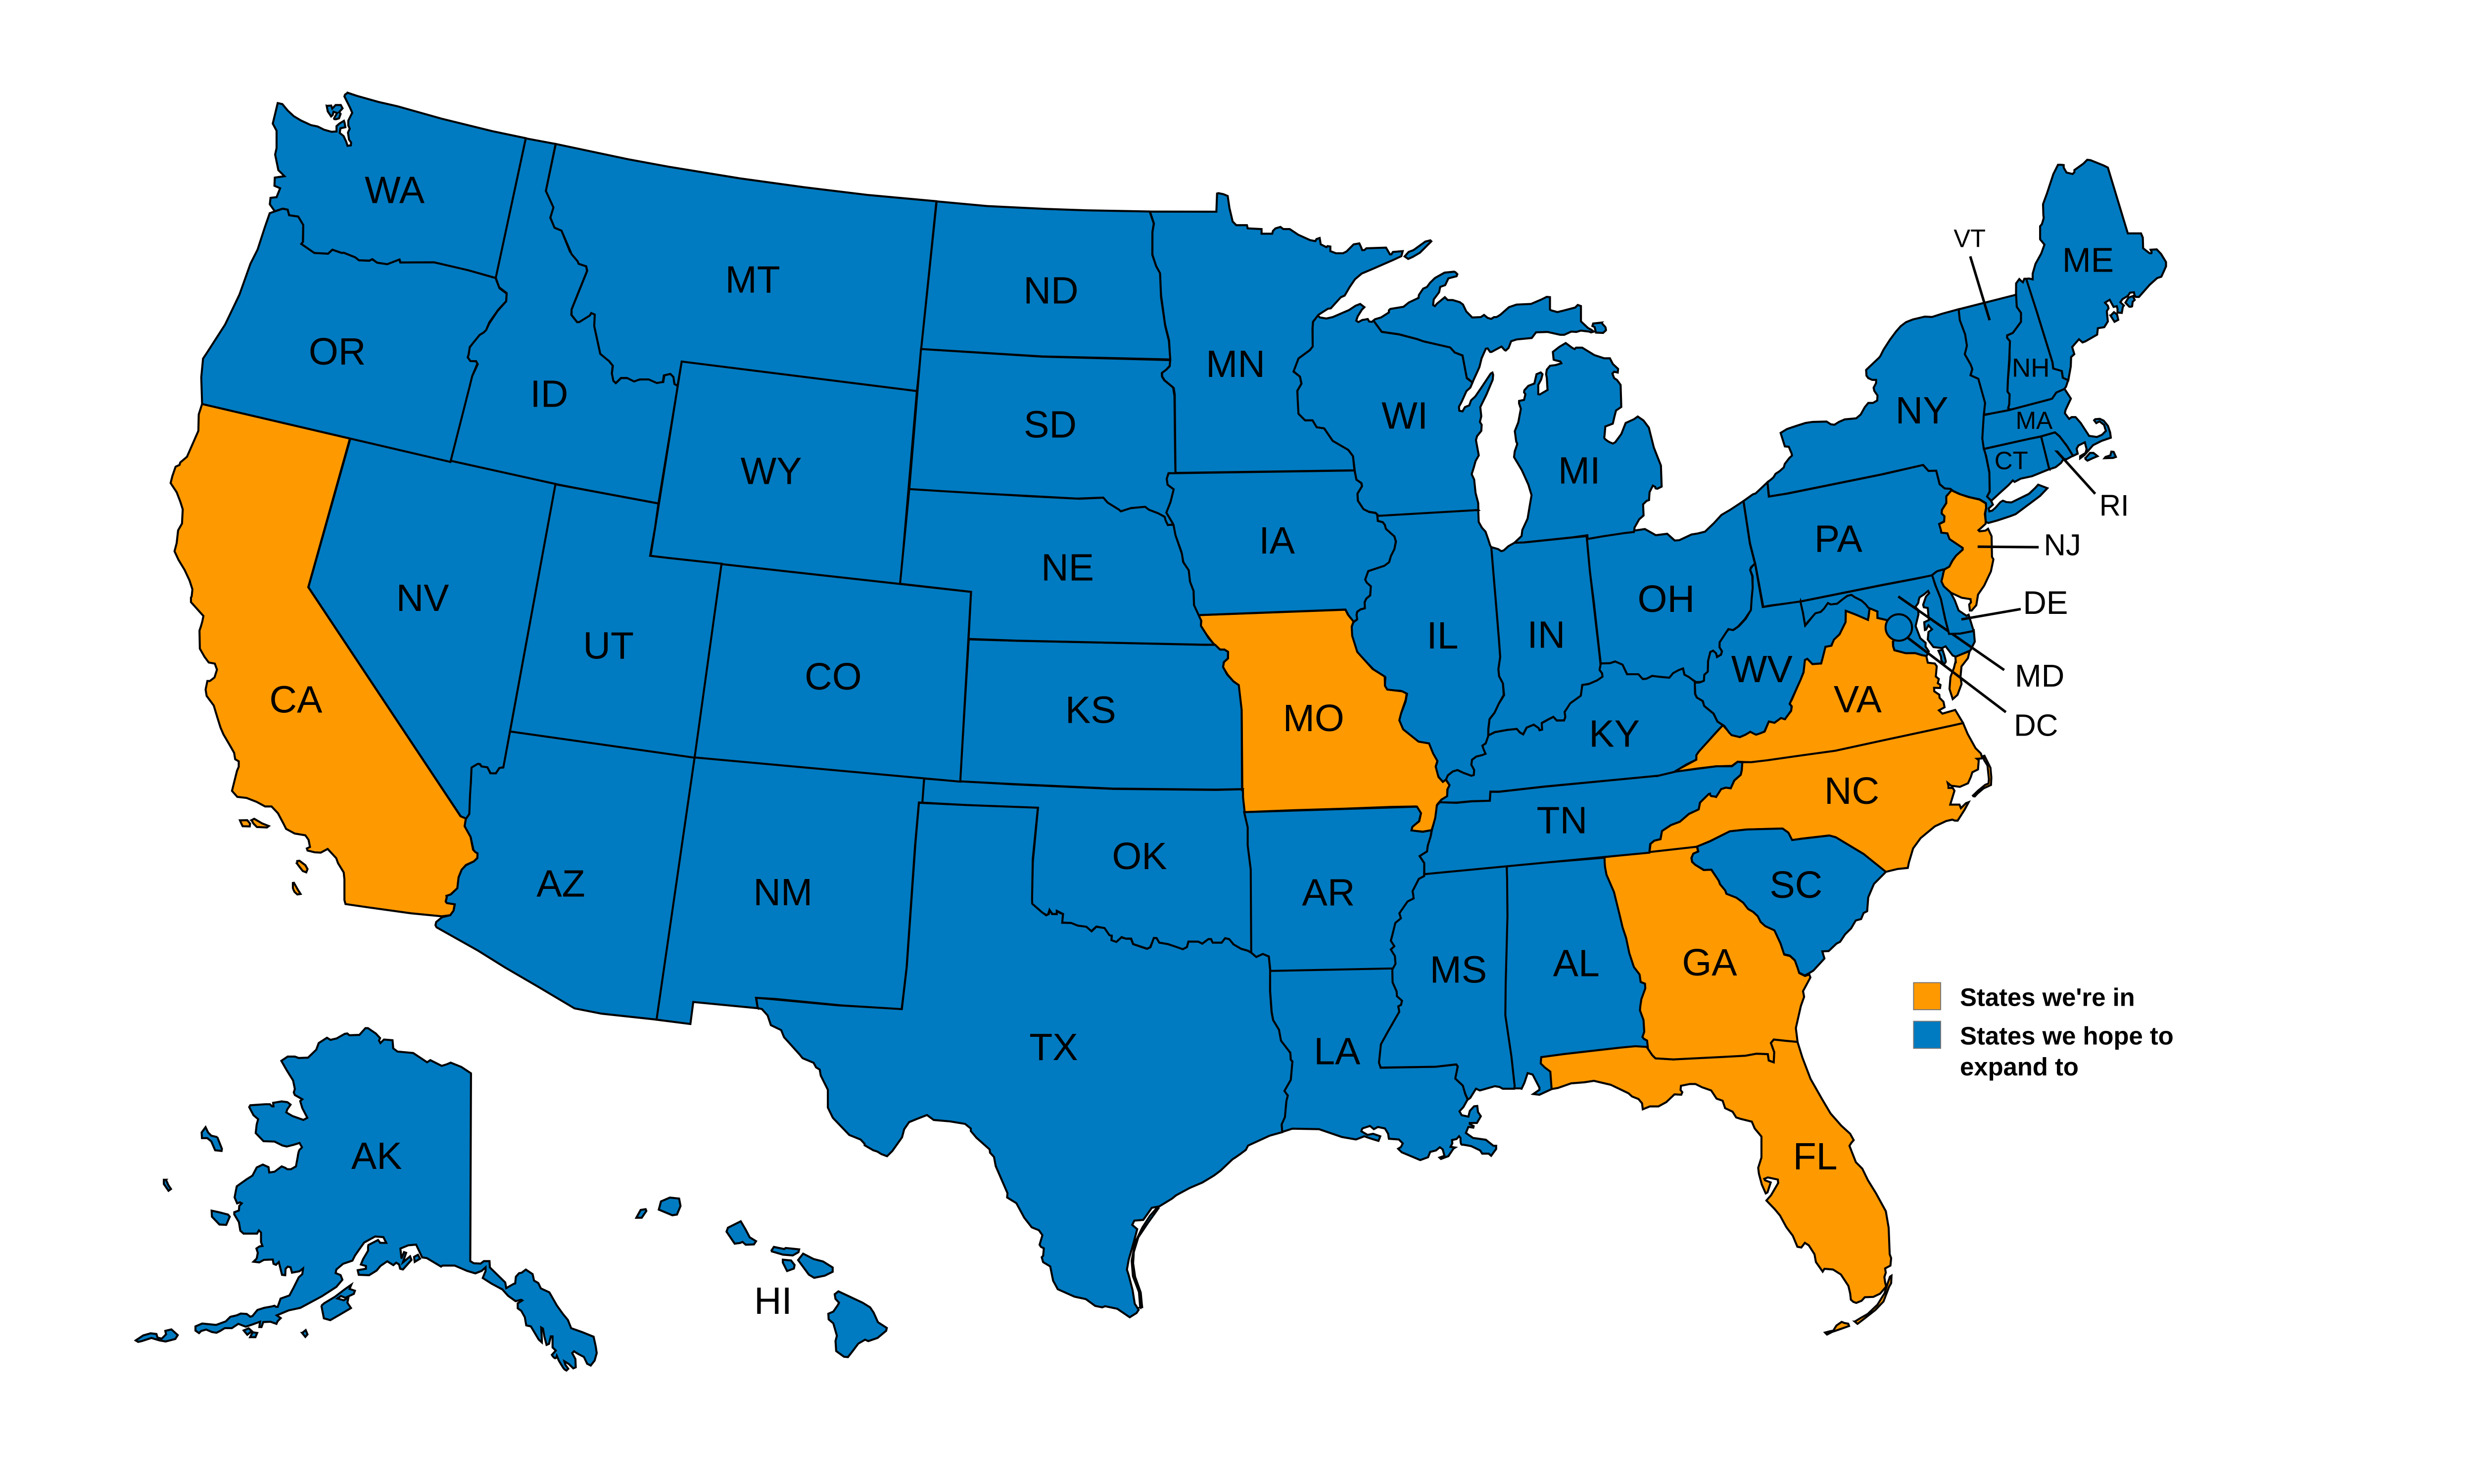 WA
MT
ND
MN
VT
ME
OR
ID
SD
WI
NH
NY
MA
CT
WY
MI
RI
IA
PA
NJ
NE
NV
OH
DE
UT
IL
IN
CO
WV
MD
CA
KS
MO
VA
KY
DC
NC
TN
OK
AZ
NM
AR
SC
MS
AL
GA
States we're in
States we hope to
expand to
TX
LA
AK
FL
HI